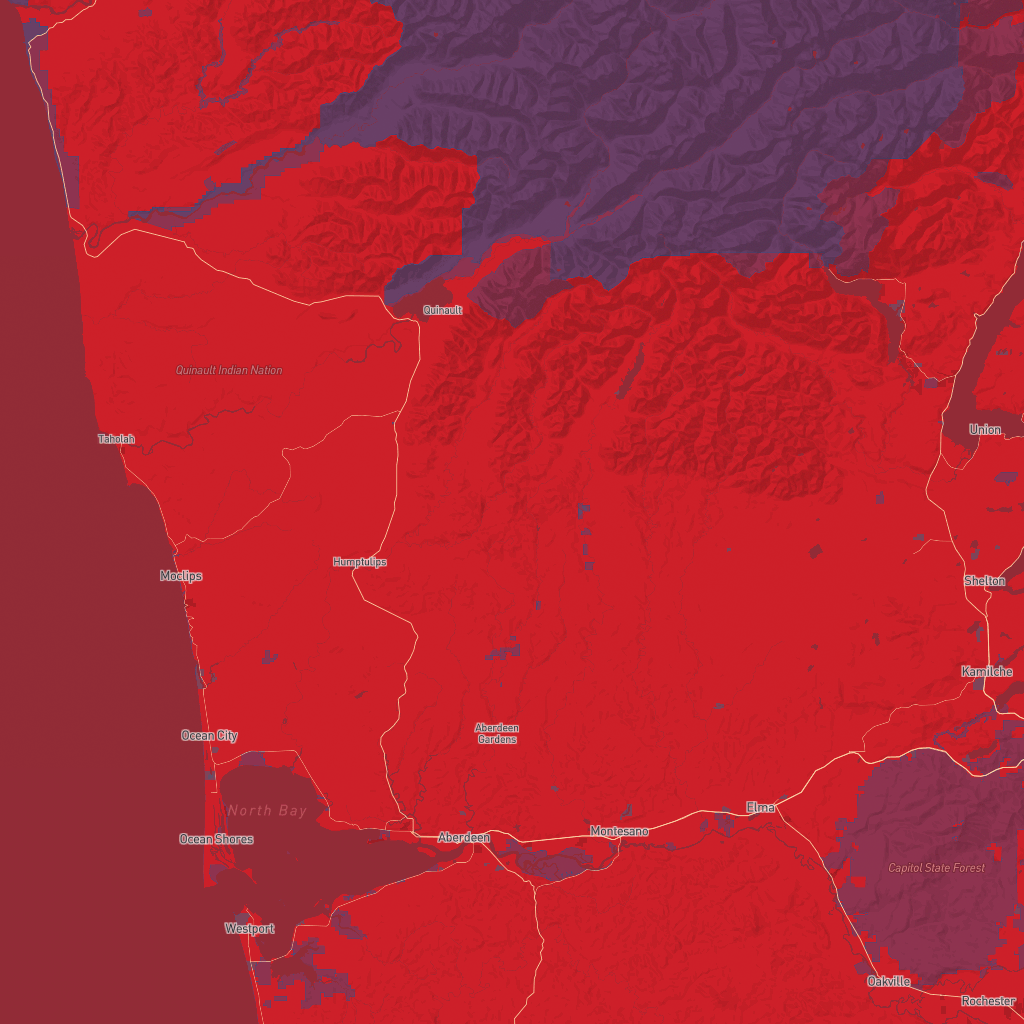 Quinault
Quinault Indian Nation
Union
Taholah
Humptulips
Moclips
Shelton
Kamilche
Aberdeen
Gardens
Ocean City
North Bay
Elma
Montesano
Aberdeen
Ocean Shores
Capitol State Forest
Westport
Oakville
Rochester